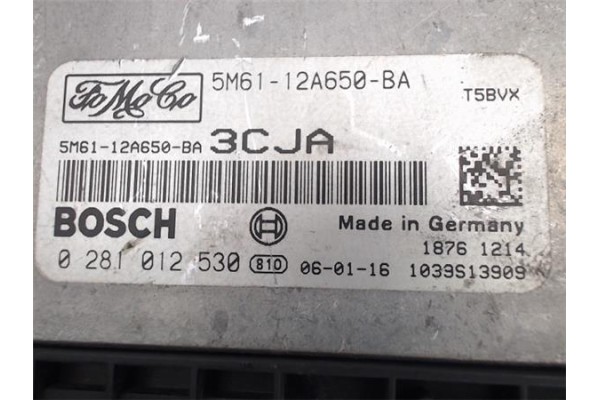 FoMoCo 5M61-12A650-BA T5BVX
5M61-12A650-BA 3CJA
BOSCH Made in Germany
1876 1214
0 281 012 530 81D 06-01-16 1039S13909